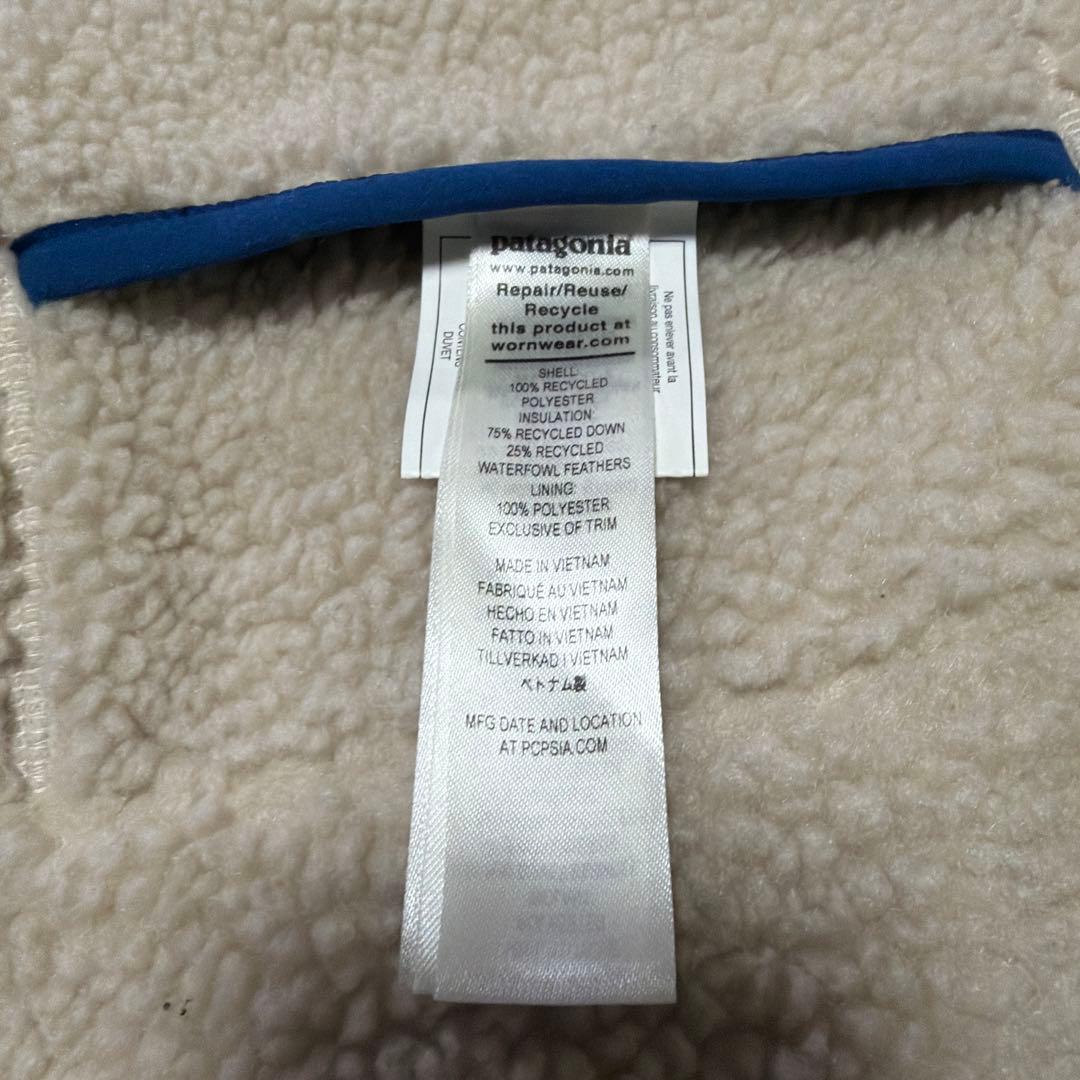 patagonia
www.patagonia.com
Repair/Reuse/
Recycle
this product at
wornwear.com
SHELL:
100% RECYCLED
POLYESTER
INSULATION:
75% RECYCLED DOWN
25% RECYCLED
WATERFOWL FEATHERS
LINING:
100% POLYESTER
EXCLUSIVE OF TRIM
MADE IN VIETNAM
FABRIQUÉ AU VIETNAM
HECHO EN VIETNAM
FATTO IN VIETNAM
TILLVERKAD I VIETNAM
ベトナム製
MFG DATE AND LOCATION
AT PCPSIA.COM
Ne pas enlever avant la
livraison au consommateur
DUVET